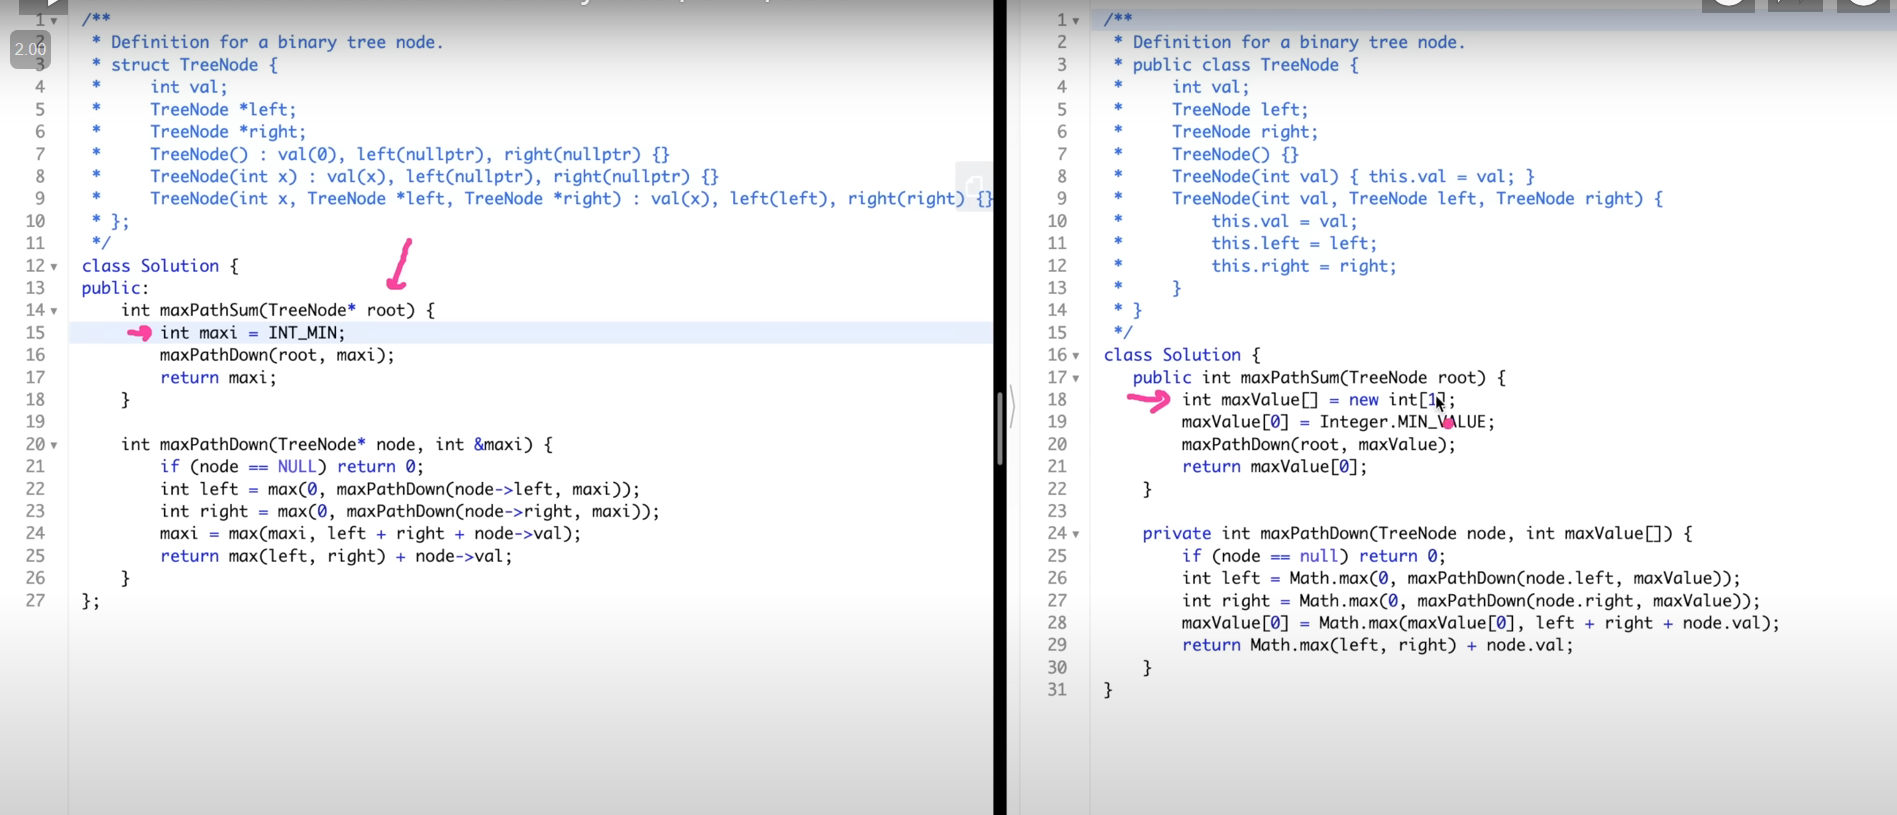 2.00
1 /**
2 * Definition for a binary tree node.
3 * struct TreeNode {
4 *     int val;
5 *     TreeNode *left;
6 *     TreeNode *right;
7 *     TreeNode() : val(0), left(nullptr), right(nullptr) {}
8 *     TreeNode(int x) : val(x), left(nullptr), right(nullptr) {}
9 *     TreeNode(int x, TreeNode *left, TreeNode *right) : val(x), left(left), right(right) {}
10 * };
11 */
12 class Solution {
13 public:
14     int maxPathSum(TreeNode* root) {
15         int maxi = INT_MIN;
16         maxPathDown(root, maxi);
17         return maxi;
18     }
19
20     int maxPathDown(TreeNode* node, int &maxi) {
21         if (node == NULL) return 0;
22         int left = max(0, maxPathDown(node->left, maxi));
23         int right = max(0, maxPathDown(node->right, maxi));
24         maxi = max(maxi, left + right + node->val);
25         return max(left, right) + node->val;
26     }
27 };
1 /**
2 * Definition for a binary tree node.
3 * public class TreeNode {
4 *     int val;
5 *     TreeNode left;
6 *     TreeNode right;
7 *     TreeNode() {}
8 *     TreeNode(int val) { this.val = val; }
9 *     TreeNode(int val, TreeNode left, TreeNode right) {
10 *         this.val = val;
11 *         this.left = left;
12 *         this.right = right;
13 *     }
14 * }
15 */
16 class Solution {
17    public int maxPathSum(TreeNode root) {
18         int maxValue[] = new int[1];
19         maxValue[0] = Integer.MIN_VALUE;
20         maxPathDown(root, maxValue);
21         return maxValue[0];
22     }
23
24     private int maxPathDown(TreeNode node, int maxValue[]) {
25         if (node == null) return 0;
26         int left = Math.max(0, maxPathDown(node.left, maxValue));
27         int right = Math.max(0, maxPathDown(node.right, maxValue));
28         maxValue[0] = Math.max(maxValue[0], left + right + node.val);
29         return Math.max(left, right) + node.val;
30     }
31 }